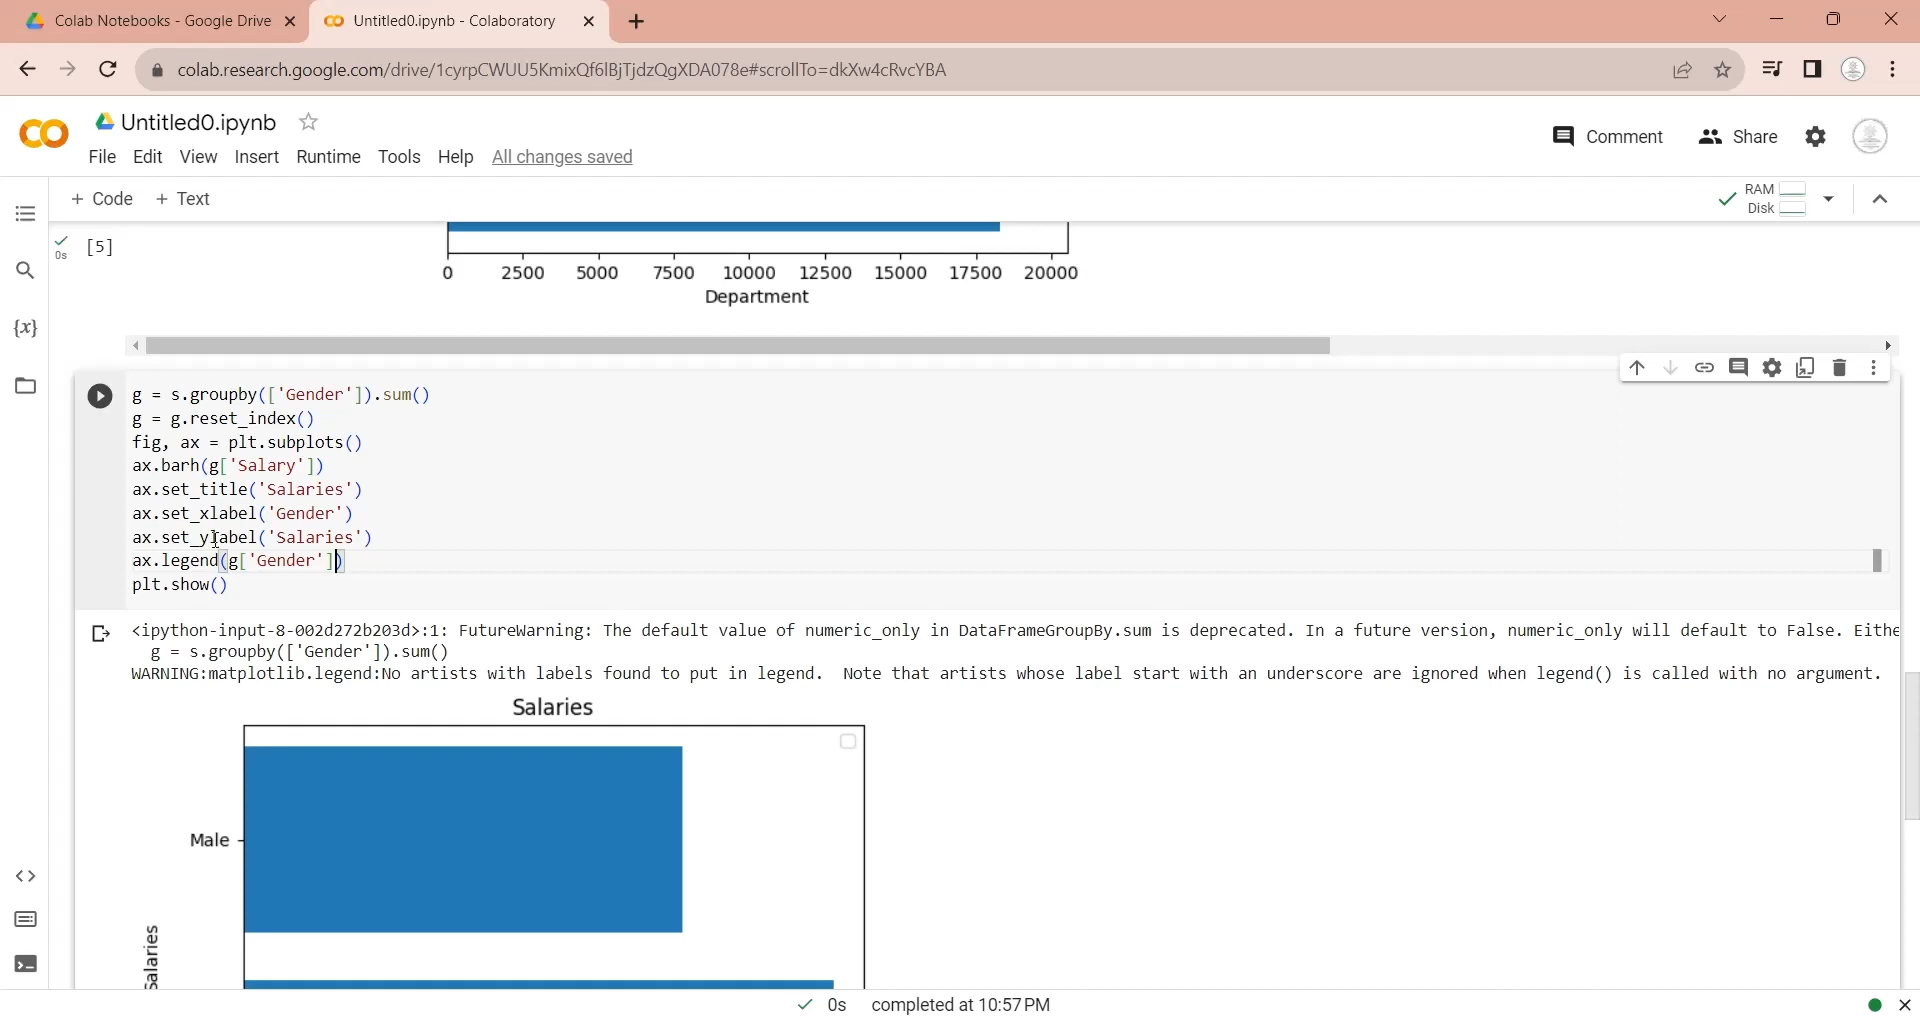 Colab Notebooks - Google Drive
Untitled0.ipynb - Colaboratory
colab.research.google.com/drive/1cyrpCWUU5KmixQf6lBjTjdzQgXDA078e#scrollTo=dkXw4cRvcYBA
Untitled0.ipynb
Comment
Share
File Edit View Insert Runtime Tools Help All changes saved
+ Code + Text
RAM
Disk
0s
[5]
0 2500 5000 7500 10000 12500 15000 17500 20000
Department
{x}
g = s.groupby(['Gender']).sum()
g = g.reset_index()
fig, ax = plt.subplots()
ax.barh(g['Salary'])
ax.set_title('Salaries')
ax.set_xlabel('Gender')
ax.set_ylabel('Salaries')
ax.legend(g['Gender'])
plt.show()
<ipython-input-8-002d272b203d>:1: FutureWarning: The default value of numeric_only in DataFrameGroupBy.sum is deprecated. In a future version, numeric_only will default to False. Eithe
g = s.groupby(['Gender']).sum()
WARNING:matplotlib.legend:No artists with labels found to put in legend.  Note that artists whose label start with an underscore are ignored when legend() is called with no argument.
Salaries
Male
Salaries
0s completed at 10:57 PM